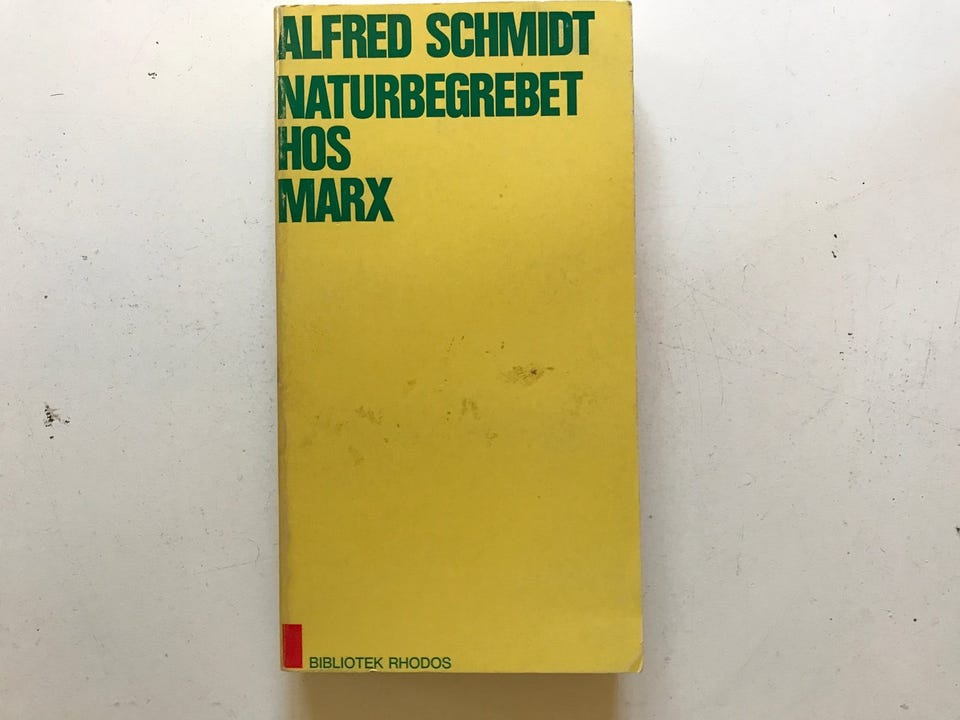 ALFRED SCHMIDT
NATURBEGREBET
HOS
MARX
BIBLIOTEK RHODOS